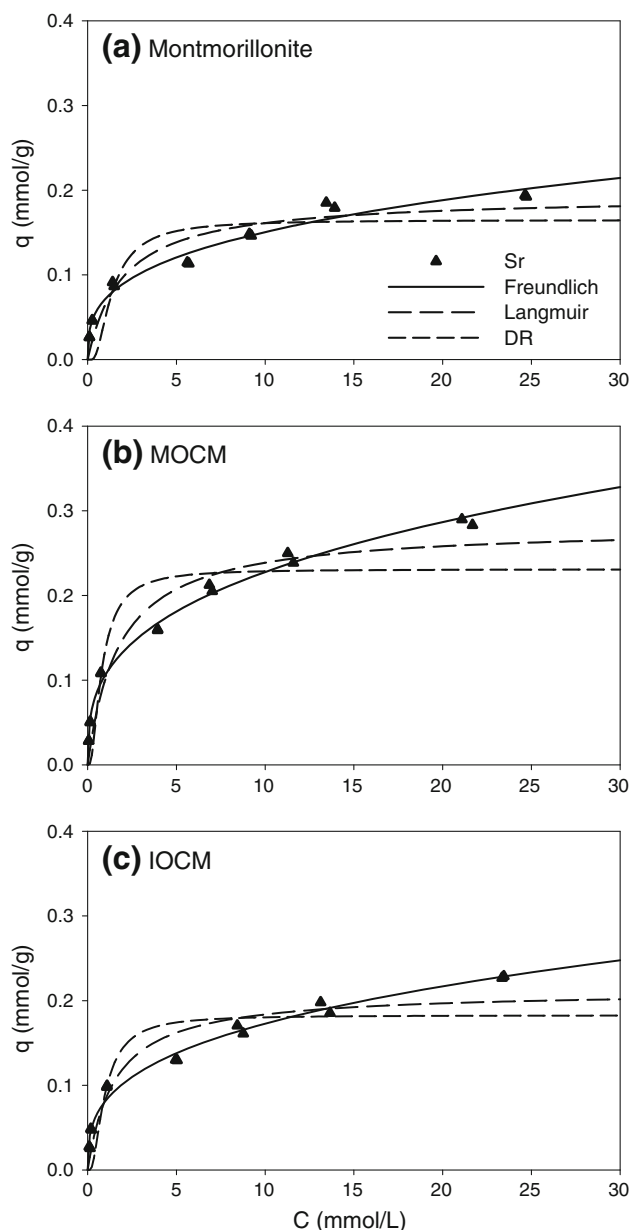 (a) Montmorillonite
0.4
0.3
0.2
0.1
0.0
q (mmol/g)
Sr
Freundlich
Langmuir
DR
0 5 10 15 20 25 30
(b) MOCM
0.4
0.3
0.2
0.1
0.0
q (mmol/g)
0 5 10 15 20 25 30
(c) IOCM
0.4
0.3
0.2
0.1
0.0
q (mmol/g)
0 5 10 15 20 25 30
C (mmol/L)